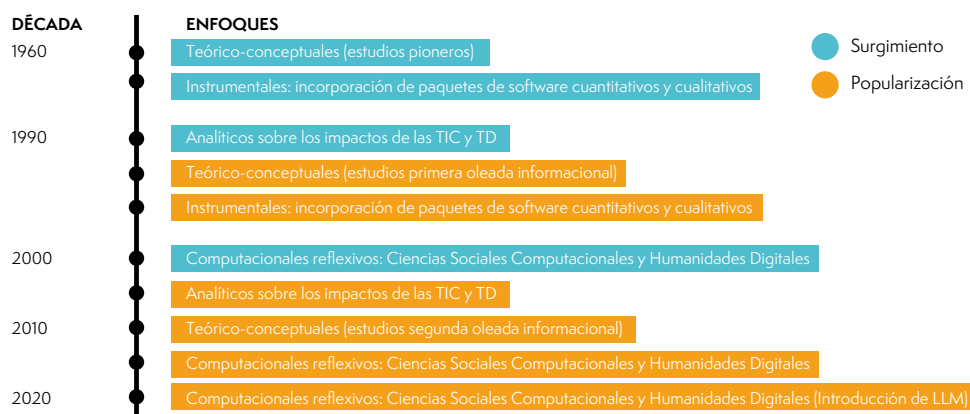 DÉCADA ENFOQUES
1960 Teórico-conceptuales (estudios pioneros)
Surgimiento
Instrumentales: incorporación de paquetes de software cuantitativos y cualitativos
Popularización
1990 Analíticos sobre los impactos de las TIC y TD
Teórico-conceptuales (estudios primera oleada informacional)
Instrumentales: incorporación de paquetes de software cuantitativos y cualitativos
2000 Computacionales reflexivos: Ciencias Sociales Computacionales y Humanidades Digitales
Analíticos sobre los impactos de las TIC y TD
2010 Teórico-conceptuales (estudios segunda oleada informacional)
Computacionales reflexivos: Ciencias Sociales Computacionales y Humanidades Digitales
2020 Computacionales reflexivos: Ciencias Sociales Computacionales y Humanidades Digitales (Introducción de LLM)